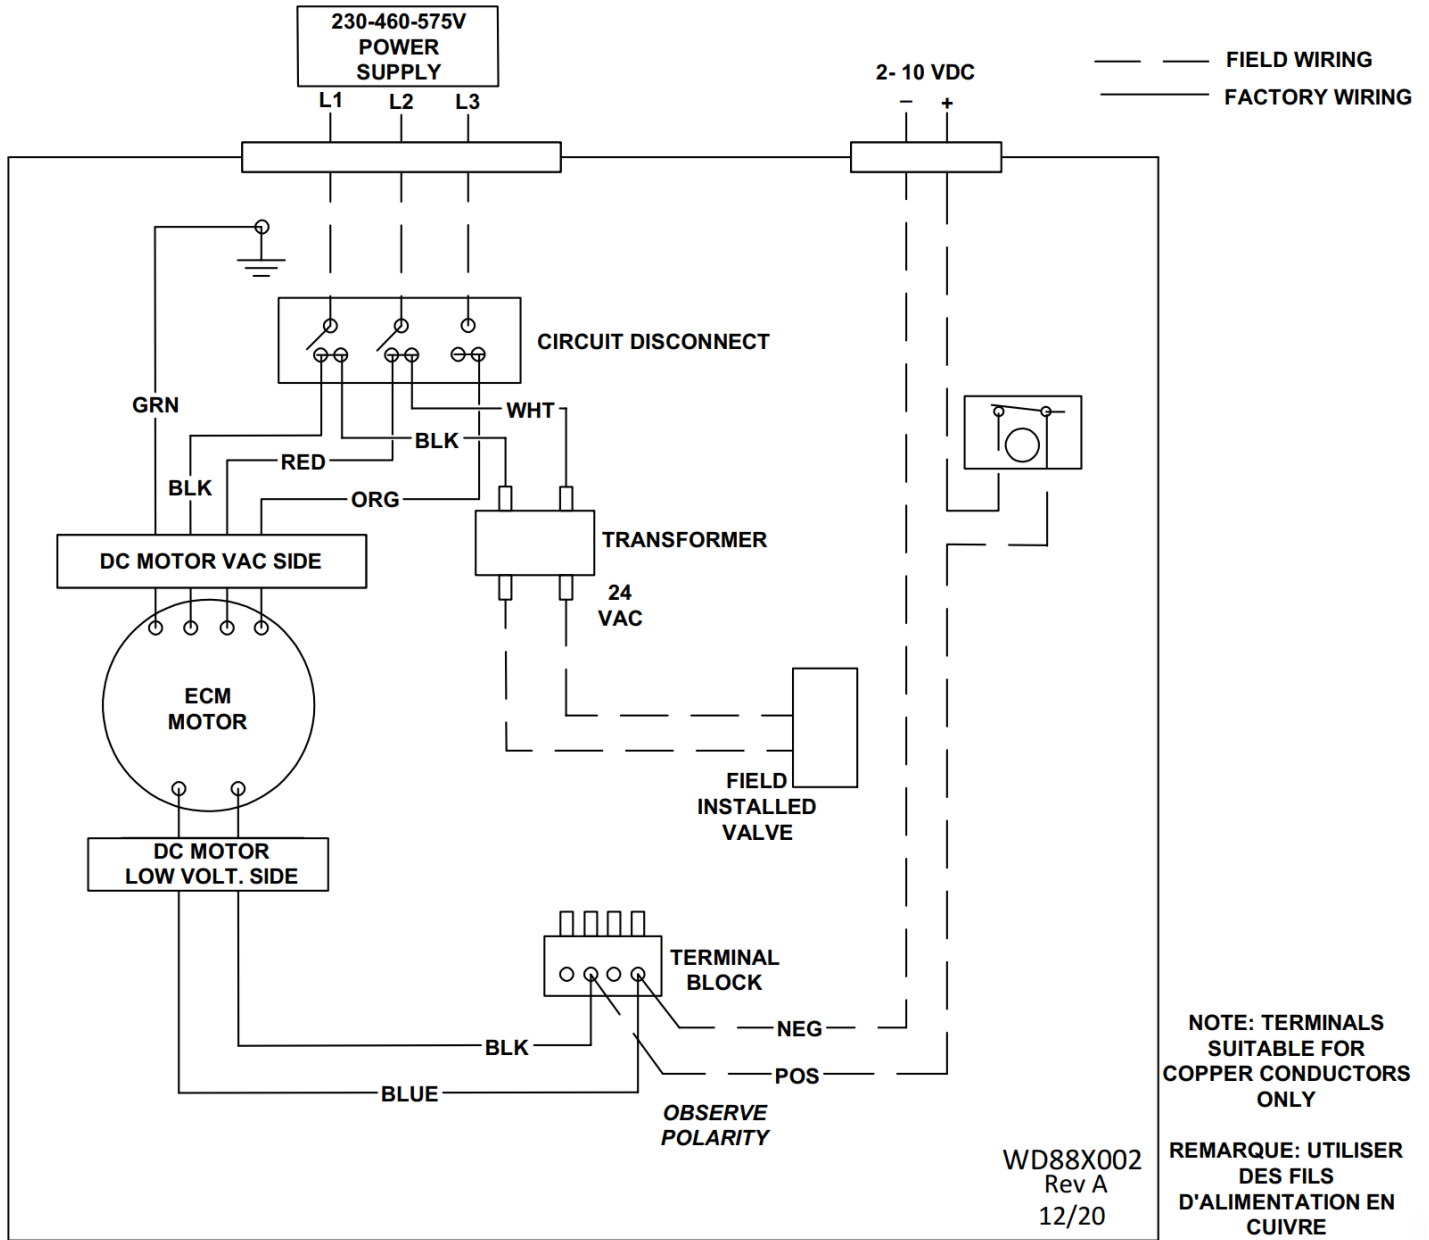 230-460-575V
POWER
SUPPLY
L1 L2 L3
2- 10 VDC
– +
FIELD WIRING
FACTORY WIRING
CIRCUIT DISCONNECT
GRN
WHT
BLK
RED
BLK
ORG
DC MOTOR VAC SIDE
TRANSFORMER
24
VAC
ECM
MOTOR
FIELD
INSTALLED
VALVE
DC MOTOR
LOW VOLT. SIDE
TERMINAL
BLOCK
NEG
BLK
POS
BLUE
OBSERVE
POLARITY
NOTE: TERMINALS
SUITABLE FOR
COPPER CONDUCTORS
ONLY
REMARQUE: UTILISER
DES FILS
D'ALIMENTATION EN
CUIVRE
WD88X002
Rev A
12/20